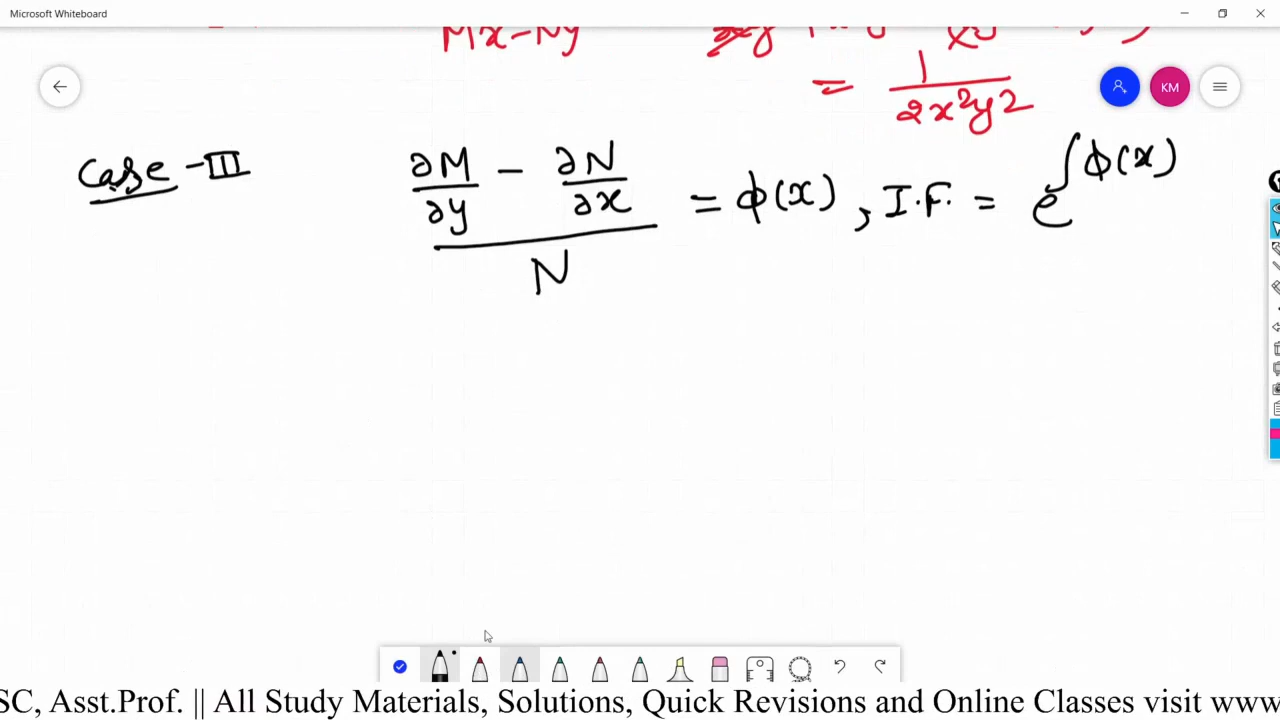 Microsoft Whiteboard
Mx-Ny
= 1/2x²y²
KM
Case-III (∂M/∂y - ∂N/∂x)/N = φ(x), I.F. = e^∫φ(x)
SC, Asst.Prof. || All Study Materials, Solutions, Quick Revisions and Online Classes visit www